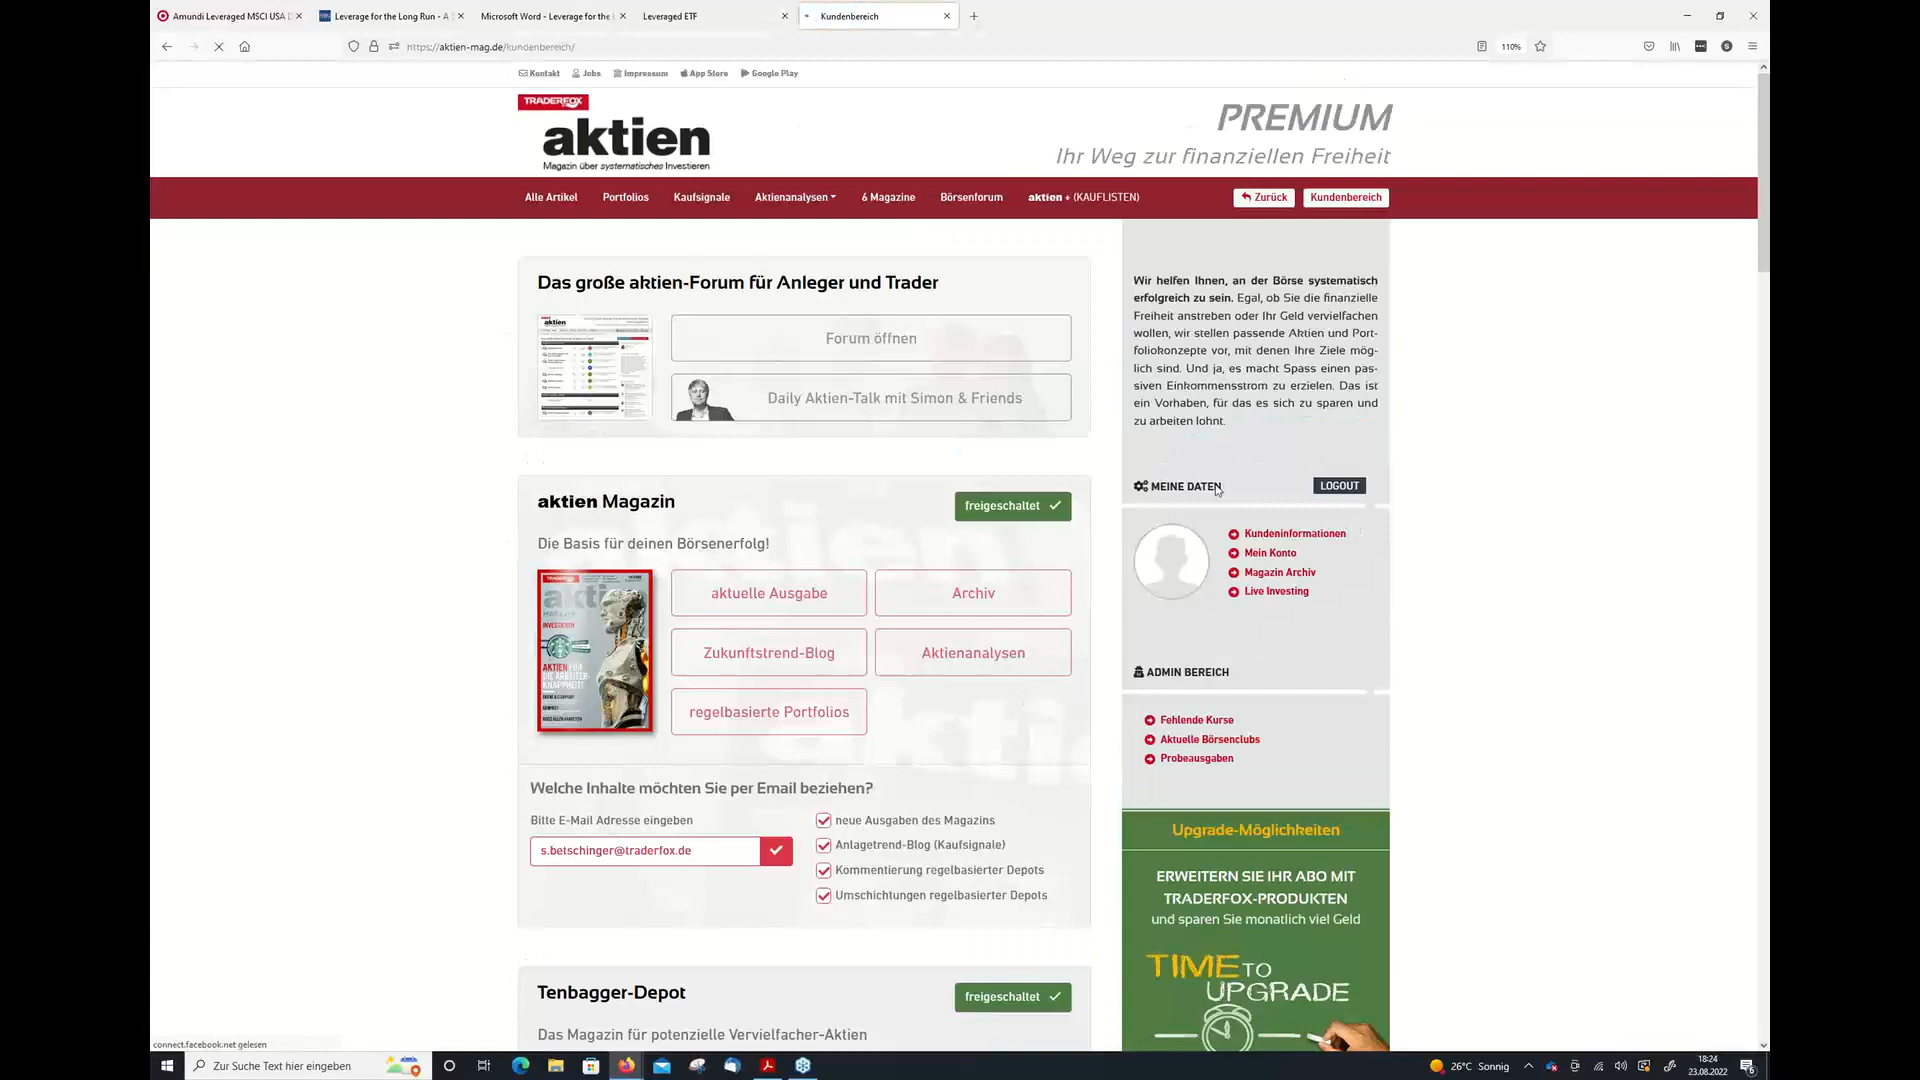 Amundi Leveraged MSCI USA D
Leverage for the Long Run - A S
Microsoft Word - Leverage for the L
Leveraged ETF
Kundenbereich
https://aktien-mag.de/kundenbereich/
110%
Kontakt
Jobs
Impressum
App Store
Google Play
TRADERFOX
aktien
Magazin über systematisches Investieren
PREMIUM
Ihr Weg zur finanziellen Freiheit
Alle Artikel
Portfolios
Kaufsignale
Aktienanalysen
6 Magazine
Börsenforum
aktien + (KAUFLISTEN)
Zurück
Kundenbereich
Das große aktien-Forum für Anleger und Trader
Forum öffnen
Daily Aktien-Talk mit Simon & Friends
aktien Magazin
freigeschaltet
Die Basis für deinen Börsenerfolg!
aktuelle Ausgabe
Archiv
Zukunftstrend-Blog
Aktienanalysen
regelbasierte Portfolios
TRADERFOX
akti
INVESTIEREN
AKTIEN FÜR
DIE ARBEITER-
KNAPPHEIT!
Welche Inhalte möchten Sie per Email beziehen?
Bitte E-Mail Adresse eingeben
s.betschinger@traderfox.de
neue Ausgaben des Magazins
Anlagetrend-Blog (Kaufsignale)
Kommentierung regelbasierter Depots
Umschichtungen regelbasierter Depots
Tenbagger-Depot
freigeschaltet
Das Magazin für potenzielle Vervielfacher-Aktien
Wir helfen Ihnen, an der Börse systematisch
erfolgreich zu sein. Egal, ob Sie die finanzielle
Freiheit anstreben oder Ihr Geld vervielfachen
wollen, wir stellen passende Aktien und Port-
foliokonzepte vor, mit denen Ihre Ziele mög-
lich sind. Und ja, es macht Spass einen pas-
siven Einkommensstrom zu erzielen. Das ist
ein Vorhaben, für das es sich zu sparen und
zu arbeiten lohnt.
MEINE DATEN
LOGOUT
Kundeninformationen
Mein Konto
Magazin Archiv
Live Investing
ADMIN BEREICH
Fehlende Kurse
Aktuelle Börsenclubs
Probeausgaben
Upgrade-Möglichkeiten
ERWEITERN SIE IHR ABO MIT
TRADERFOX-PRODUKTEN
und sparen Sie monatlich viel Geld
TIME TO
UPGRADE
connect.facebook.net gelesen
Zur Suche Text hier eingeben
26°C Sonnig
18:24
23.08.2022